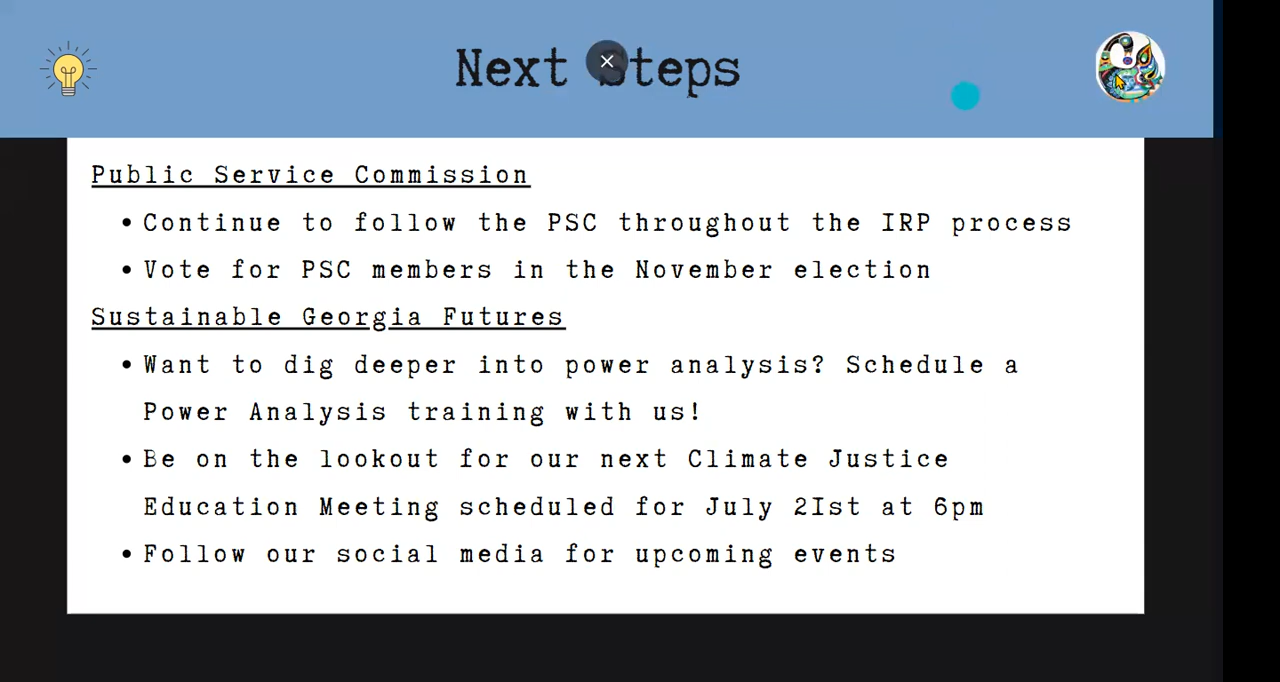 Next Steps
Public Service Commission
• Continue to follow the PSC throughout the IRP process
• Vote for PSC members in the November election
Sustainable Georgia Futures
• Want to dig deeper into power analysis? Schedule a
Power Analysis training with us!
• Be on the lookout for our next Climate Justice
Education Meeting scheduled for July 21st at 6pm
• Follow our social media for upcoming events